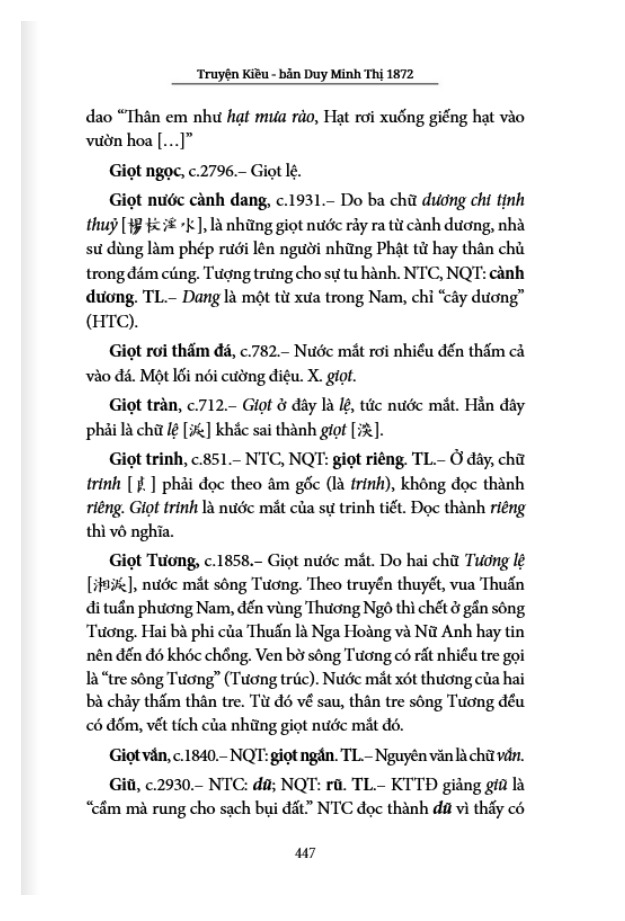 Truyện Kiều - bản Duy Minh Thị 1872
dao “Thân em như hạt mưa rào, Hạt rơi xuống giếng hạt vào
vườn hoa […]”
Giọt ngọc, c.2796.– Giọt lệ.
Giọt nước cành dang, c.1931.– Do ba chữ dương chi tịnh
thuỷ [楊枝淫水], là những giọt nước rảy ra từ cành dương, nhà
sư dùng làm phép rưới lên người những Phật tử hay thân chủ
trong đám cúng. Tượng trưng cho sự tu hành. NTC, NQT: cành
dương. TL.– Dang là một từ xưa trong Nam, chỉ “cây dương”
(HTC).
Giọt rơi thấm đá, c.782.– Nước mắt rơi nhiều đến thấm cả
vào đá. Một lối nói cường điệu. X. giọt.
Giọt tràn, c.712.– Giọt ở đây là lệ, tức nước mắt. Hẳn đây
phải là chữ lệ [淚] khắc sai thành giọt [湥].
Giọt trinh, c.851.– NTC, NQT: giọt riêng. TL.– Ở đây, chữ
trinh [ ] phải đọc theo âm gốc (là trinh), không đọc thành
riêng. Giọt trinh là nước mắt của sự trinh tiết. Đọc thành riêng
thì vô nghĩa.
Giọt Tương, c.1858.– Giọt nước mắt. Do hai chữ Tương lệ
[湘淚], nước mắt sông Tương. Theo truyền thuyết, vua Thuấn
đi tuần phương Nam, đến vùng Thương Ngô thì chết ở gần sông
Tương. Hai bà phi của Thuấn là Nga Hoàng và Nữ Anh hay tin
nên đến đó khóc chồng. Ven bờ sông Tương có rất nhiều tre gọi
là “tre sông Tương” (Tương trúc). Nước mắt xót thương của hai
bà chảy thấm thân tre. Từ đó về sau, thân tre sông Tương đều
có đốm, vết tích của những giọt nước mắt đó.
Giọt vắn, c.1840.– NQT: giọt ngắn. TL.– Nguyên văn là chữ vắn.
Giũ, c.2930.– NTC: dũ; NQT: rũ. TL.– KTTĐ giảng giũ là
“cầm mà rung cho sạch bụi đất.” NTC đọc thành dũ vì thấy có
447